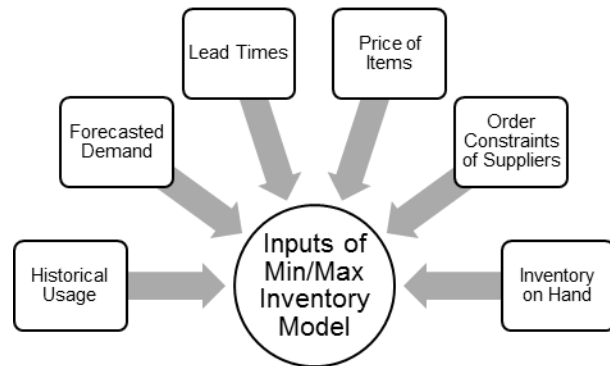 Lead Times
Price of
Items
Forecasted
Demand
Order
Constraints
of Suppliers
Historical
Usage
Inputs of
Min/Max
Inventory
Model
Inventory
on Hand